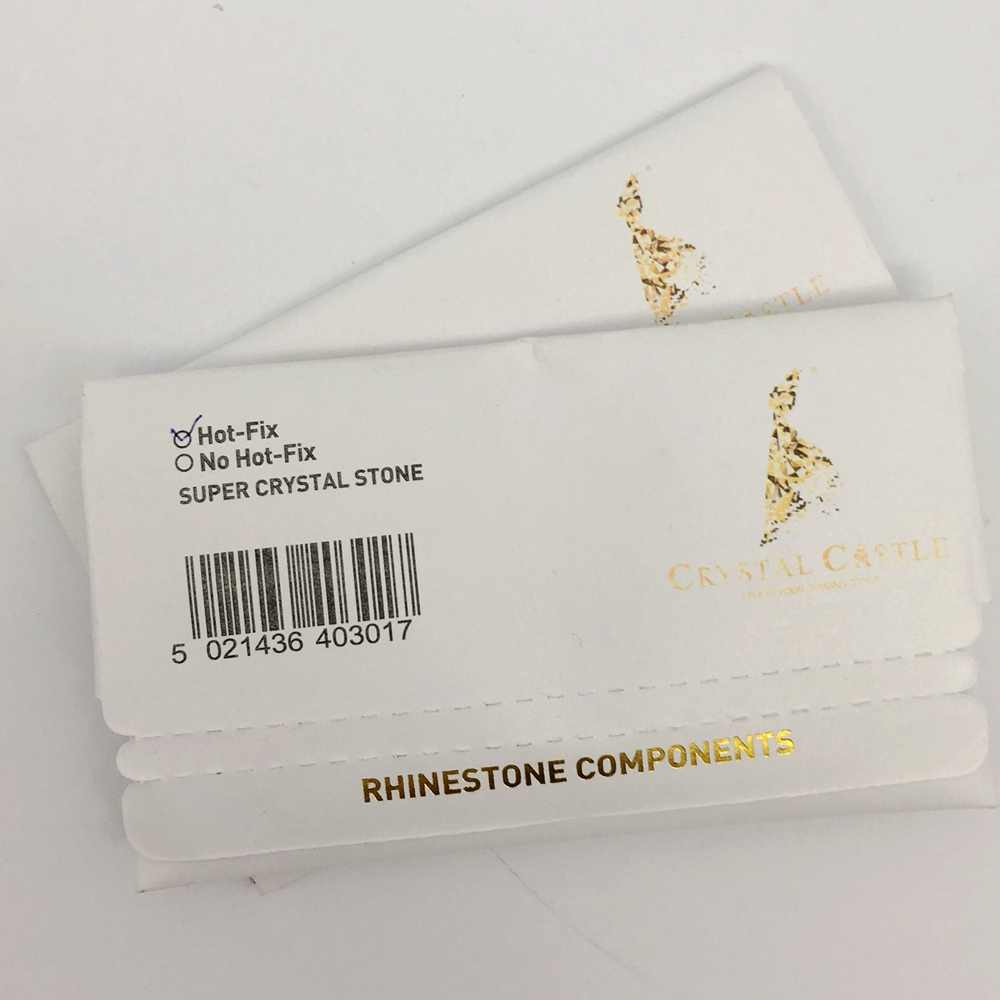 Hot-Fix
No Hot-Fix
SUPER CRYSTAL STONE
5 021436 403017
CRYSTAL CASTLE
RHINESTONE COMPONENTS